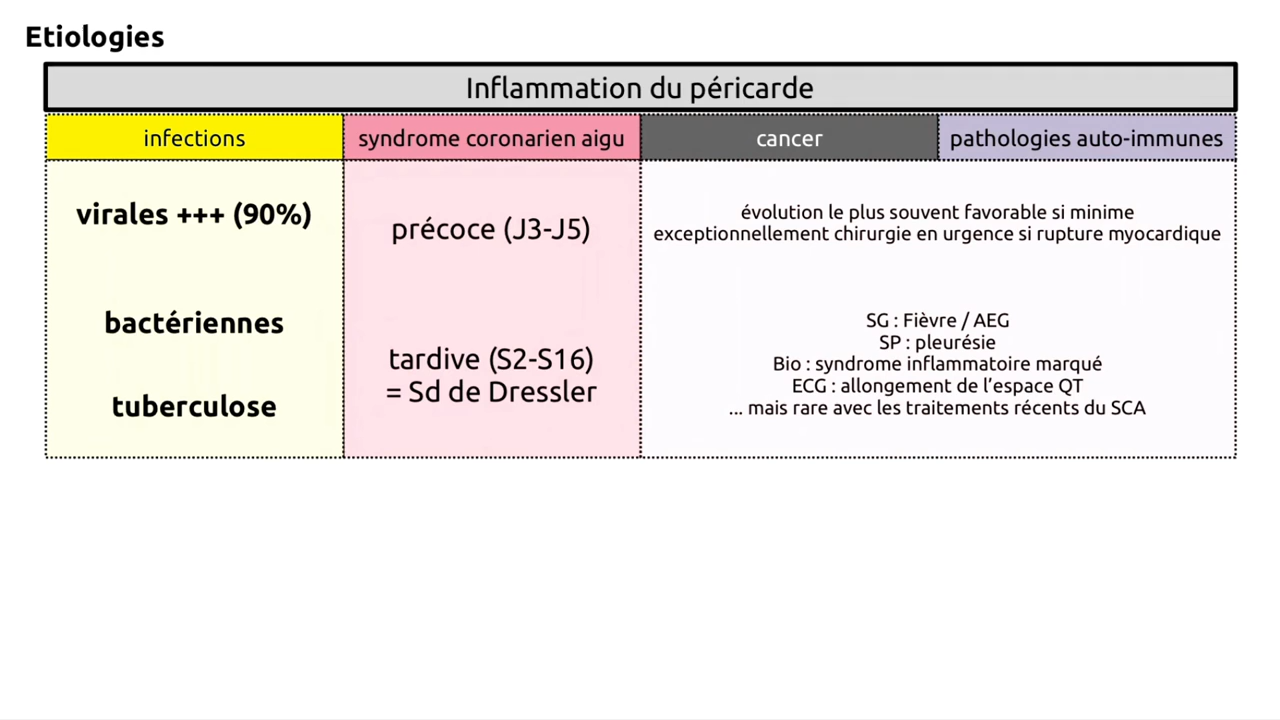 Etiologies
Inflammation du péricarde
infections
syndrome coronarien aigu
cancer
pathologies auto-immunes
virales +++ (90%)
bactériennes
tuberculose
précoce (J3-J5)
tardive (S2-S16)
= Sd de Dressler
évolution le plus souvent favorable si minime
exceptionnellement chirurgie en urgence si rupture myocardique
SG : Fièvre / AEG
SP : pleurésie
Bio : syndrome inflammatoire marqué
ECG : allongement de l’espace QT
... mais rare avec les traitements récents du SCA